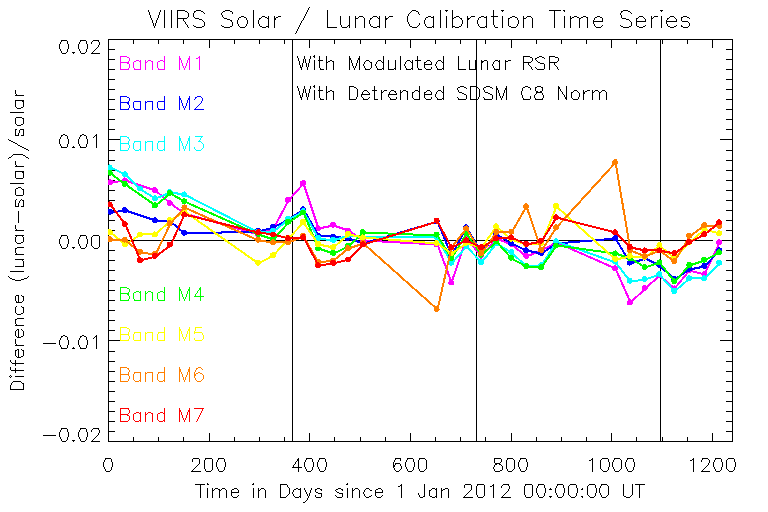 VIIRS Solar / Lunar Calibration Time Series
0.02
Band M1
With Modulated Lunar RSR
Band M2
With Detrended SDSM C8 Norm
0.01
Band M3
0.00
Difference (lunar-solar)/solar
Band M4
Band M5
-0.01
Band M6
Band M7
-0.02
0 200 400 600 800 1000 1200
Time in Days since 1 Jan 2012 00:00:00 UT